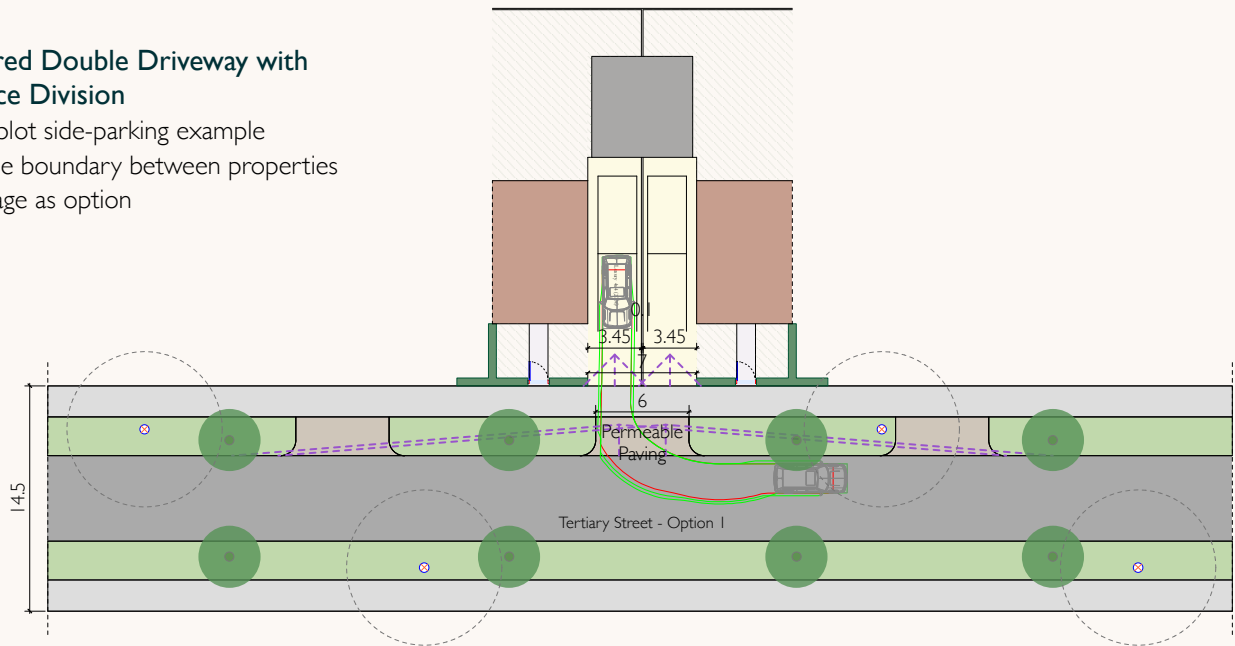 red Double Driveway with
ce Division
plot side-parking example
e boundary between properties
age as option
0.1
3.45 3.45
7
6
Permeable
Paving
14.5
Tertiary Street - Option 1